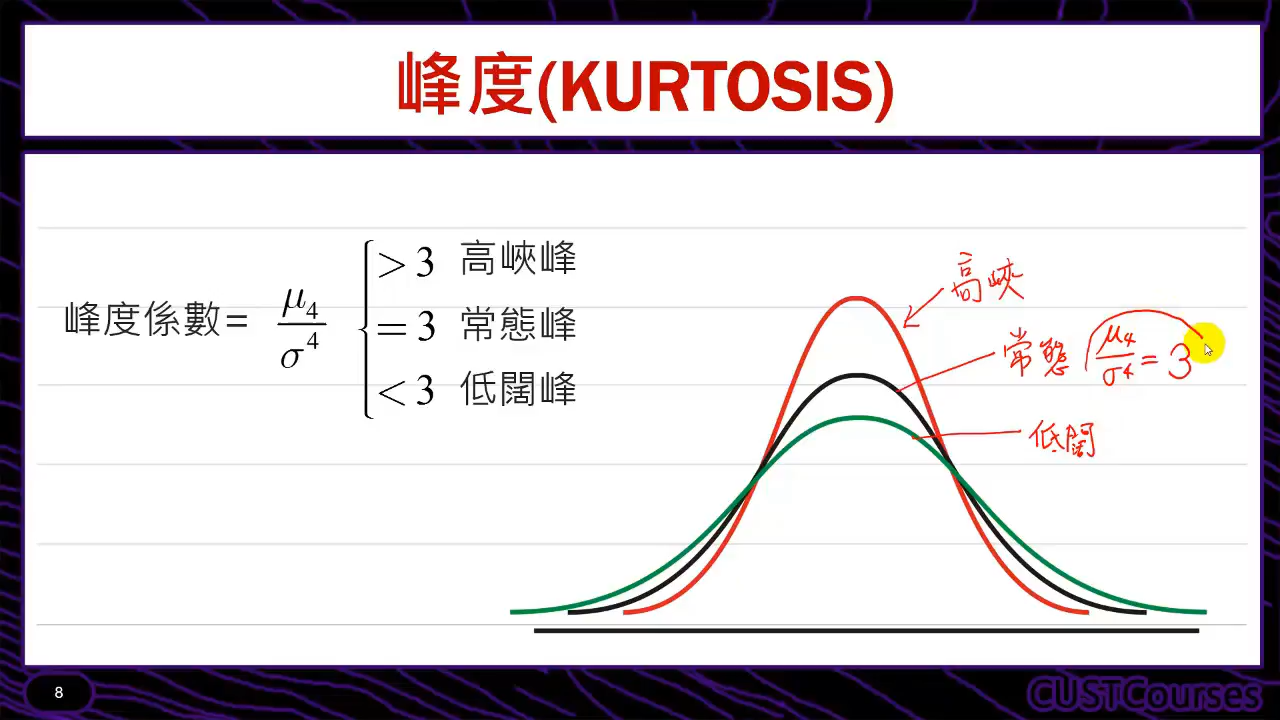 峰度(KURTOSIS)
峰度係數= μ4/σ^4
>3 高峽峰
=3 常態峰
<3 低闊峰
高峽
常態 (μ4/σ4 = 3
低闊
8
CUSTCourses